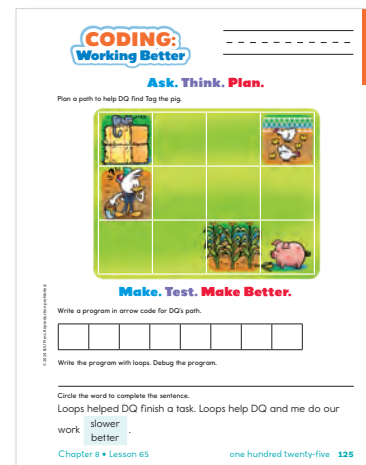 CODING:
Working Better
Ask. Think. Plan.
Plan a path to help DQ find Tag the pig.
Make. Test. Make Better.
Write a program in arrow code for DQ's path.
Write the program with loops. Debug the program.
Circle the word to complete the sentence.
Loops helped DQ finish a task. Loops help DQ and me do our
slower
work
better
.
Chapter 8 • Lesson 65
one hundred twenty-five 125